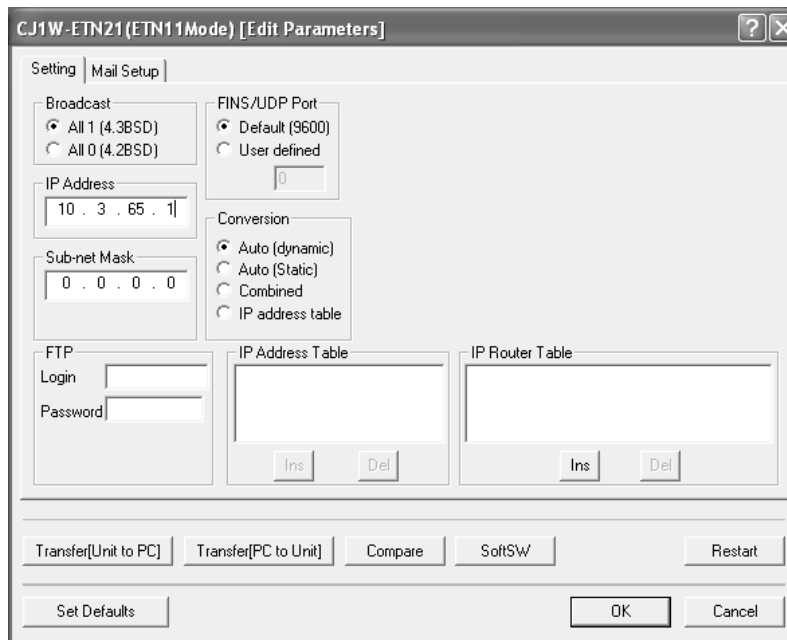 CJ1W-ETN21(ETN11Mode) [Edit Parameters]
Setting
Mail Setup
Broadcast
All 1 (4.3BSD)
All 0 (4.2BSD)
FINS/UDP Port
Default (9600)
User defined
0
IP Address
10 . 3 . 65 . 1
Sub-net Mask
0 . 0 . 0 . 0
Conversion
Auto (dynamic)
Auto (Static)
Combined
IP address table
FTP
Login
Password
IP Address Table
Ins
Del
IP Router Table
Ins
Del
Transfer[Unit to PC]
Transfer[PC to Unit]
Compare
SoftSW
Restart
Set Defaults
OK
Cancel